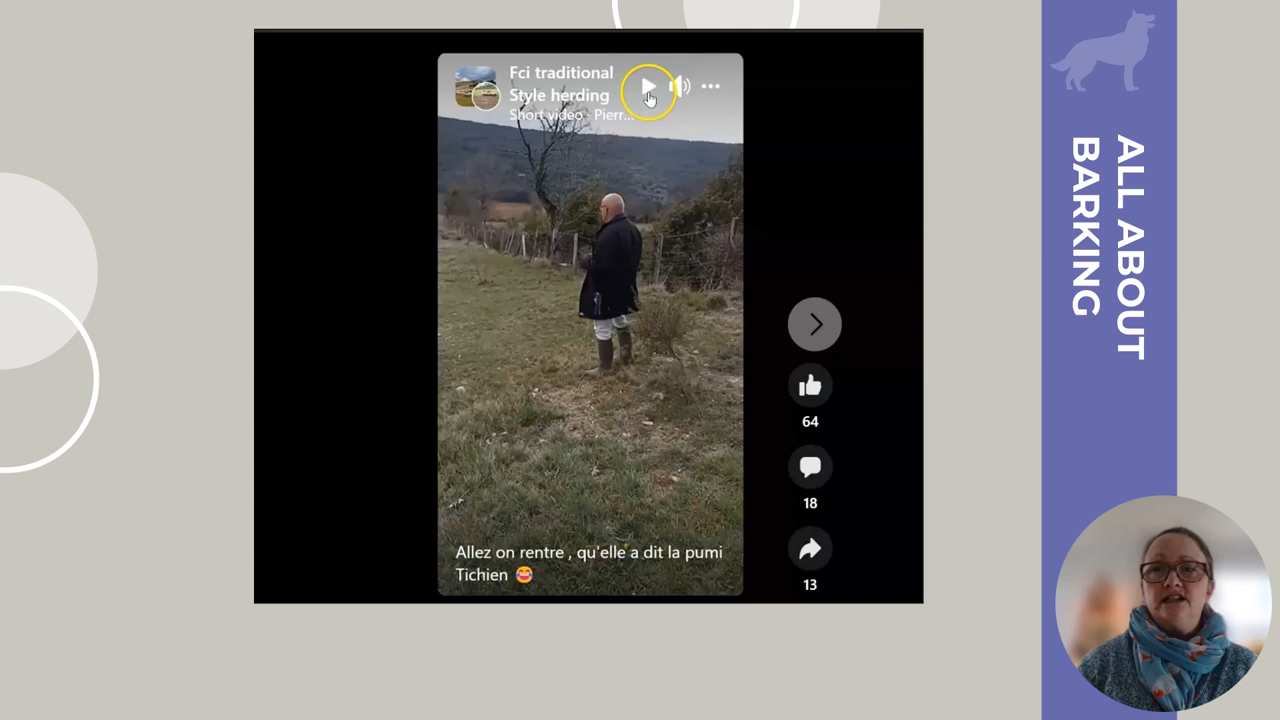 Fci traditional
Style herding
Short video · Pierr...
64
18
13
Allez on rentre , qu'elle a dit la pumi
Tichien 😂
ALL ABOUT
BARKING